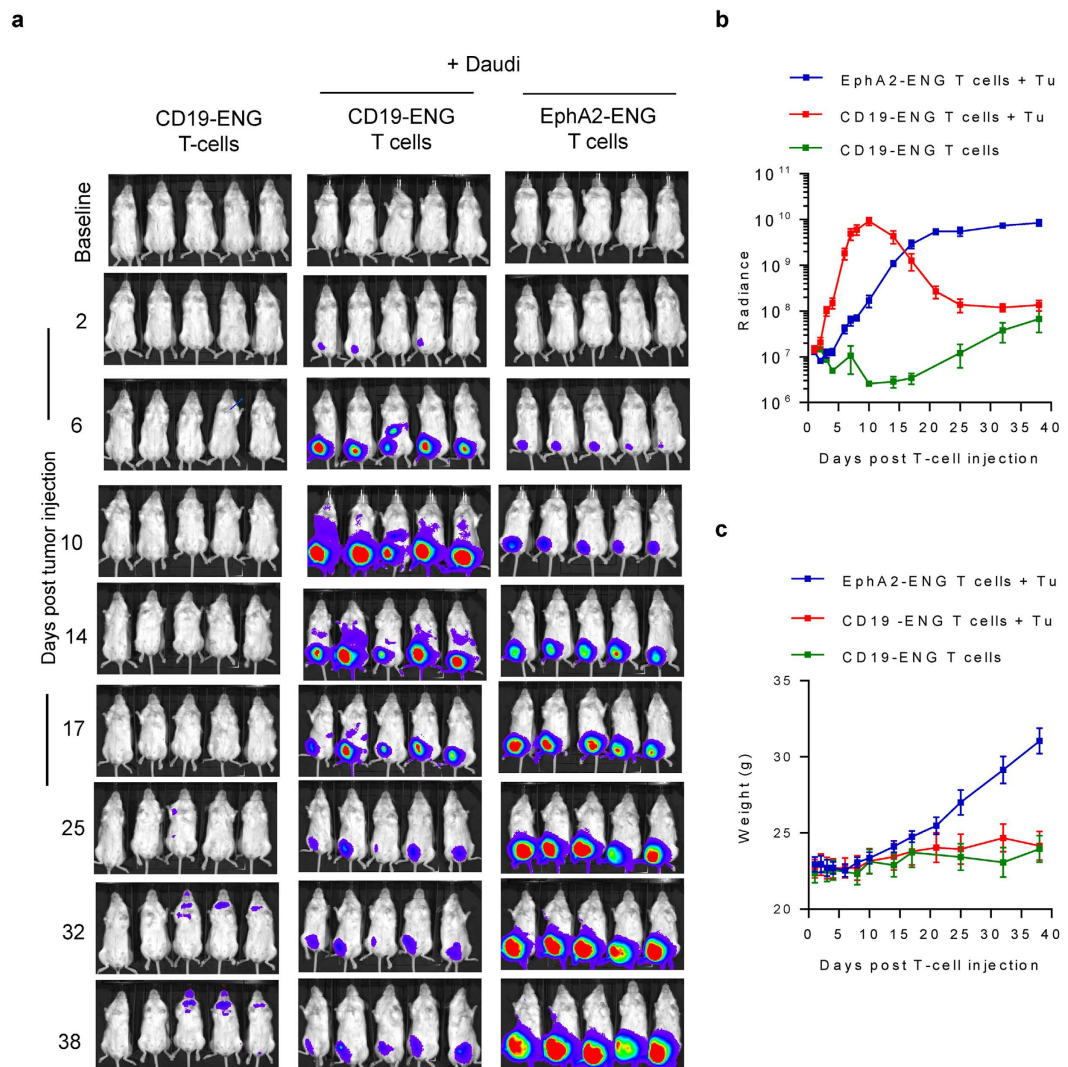 a
+ Daudi
CD19-ENG
T-cells
CD19-ENG
T cells
EphA2-ENG
T cells
Baseline
2
6
10
14
17
25
32
38
Days post tumor injection
b
EphA2-ENG T cells + Tu
CD19-ENG T cells + Tu
CD19-ENG T cells
10^11
10^10
10^9
10^8
10^7
10^6
Radiance
0 5 10 15 20 25 30 35 40
Days post T-cell injection
c
EphA2-ENG T cells + Tu
CD19 -ENG T cells + Tu
CD19-ENG T cells
35
30
25
20
Weight (g)
0 5 10 15 20 25 30 35 40
Days post T-cell injection